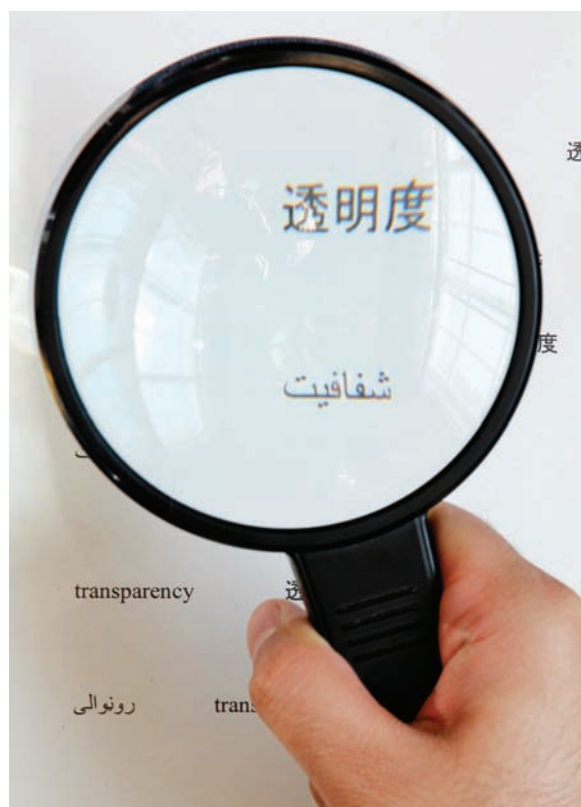 透
透明度
度
شفافیت
transparency 透
رونوالی trans